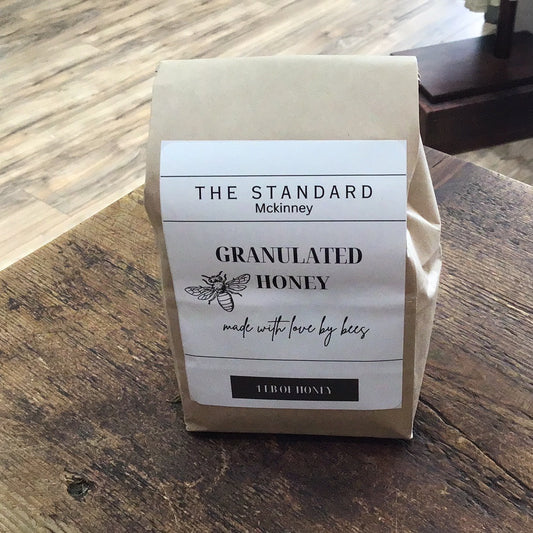 THE STANDARD
Mckinney
GRANULATED
HONEY
made with love by bees
1 LB OF HONEY